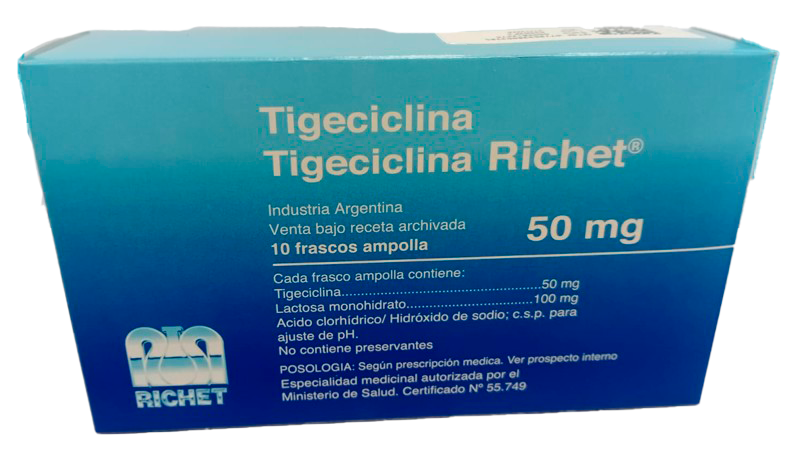 Tigeciclina
Tigeciclina Richet®
Industria Argentina
Venta bajo receta archivada
10 frascos ampolla
50 mg
Cada frasco ampolla contiene:
Tigeciclina..................................................50 mg
Lactosa monohidrato................................100 mg
Acido clorhídrico/ Hidróxido de sodio; c.s.p. para
ajuste de pH.
No contiene preservantes
POSOLOGIA: Según prescripción medica. Ver prospecto interno
Especialidad medicinal autorizada por el
Ministerio de Salud. Certificado Nº 55.749
RICHET